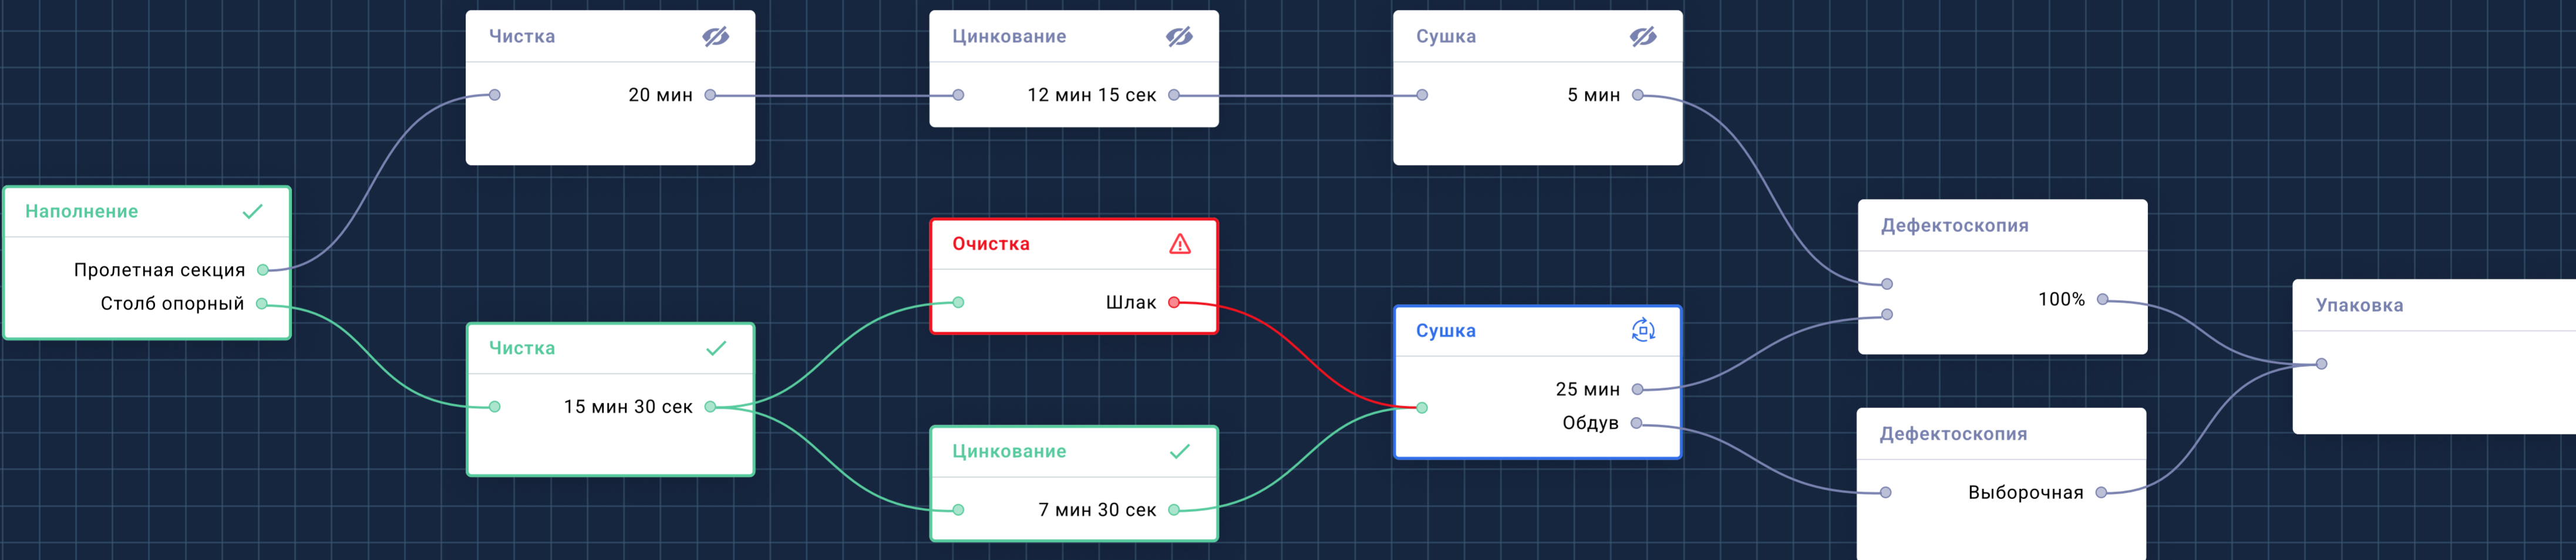 Наполнение
Пролетная секция
Столб опорный
Чистка
20 мин
Цинкование
12 мин 15 сек
Сушка
5 мин
Чистка
15 мин 30 сек
Очистка
Шлак
Цинкование
7 мин 30 сек
Сушка
25 мин
Обдув
Дефектоскопия
100%
Дефектоскопия
Выборочная
Упаковка